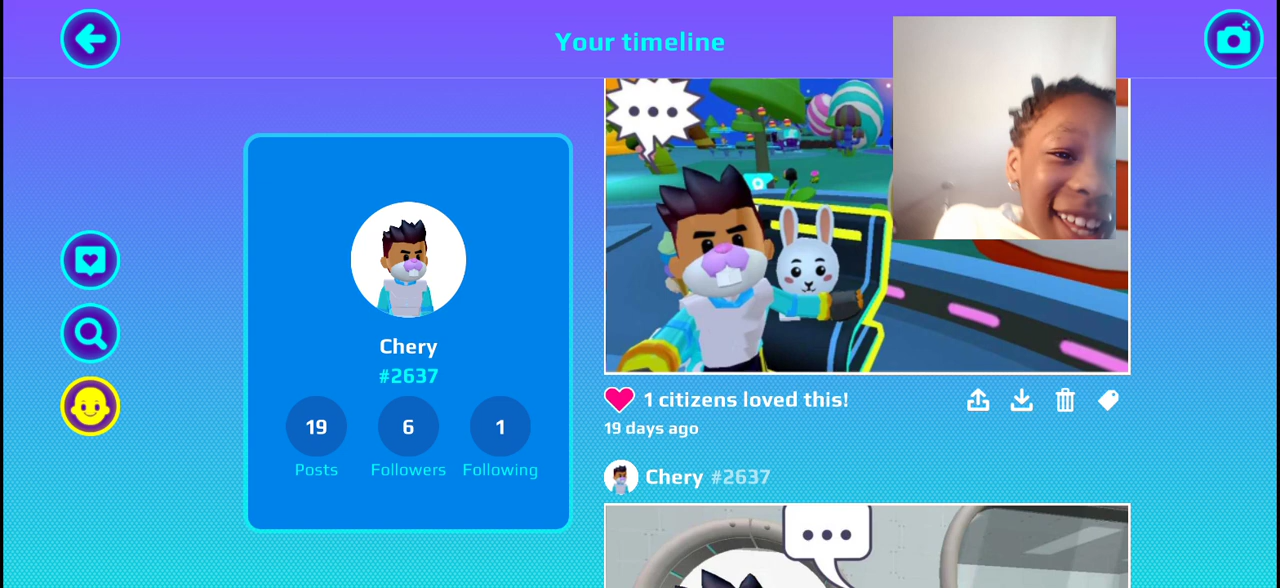 Your timeline
Chery
#2637
19
6
1
Posts
Followers
Following
1 citizens loved this!
19 days ago
Chery #2637